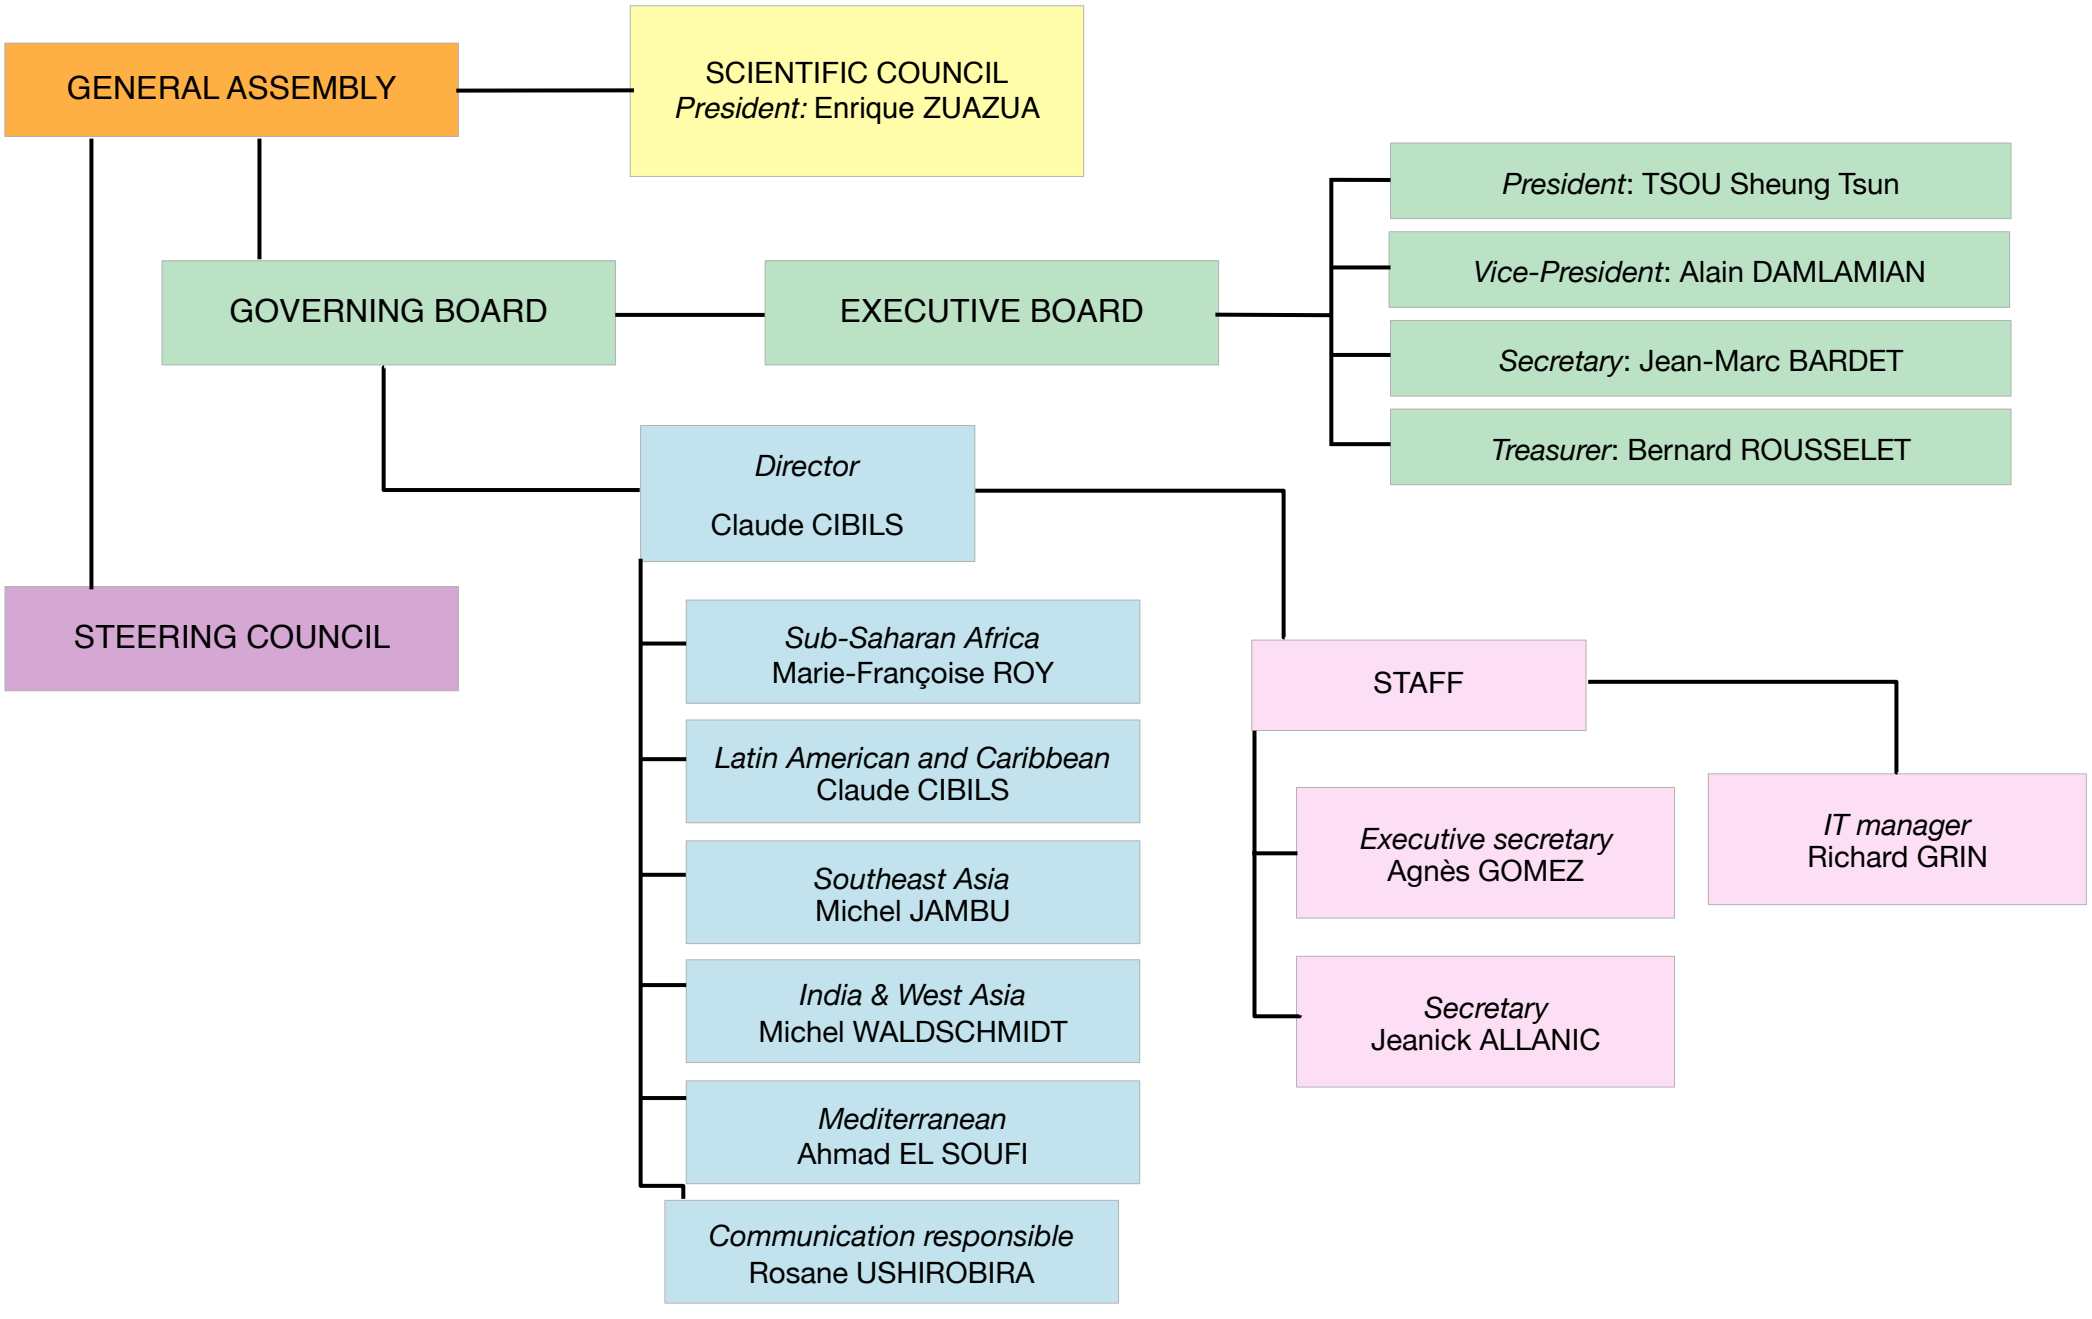 GENERAL ASSEMBLY
SCIENTIFIC COUNCIL
President: Enrique ZUAZUA
President: TSOU Sheung Tsun
Vice-President: Alain DAMLAMIAN
Secretary: Jean-Marc BARDET
Treasurer: Bernard ROUSSELET
GOVERNING BOARD
EXECUTIVE BOARD
Director
Claude CIBILS
STEERING COUNCIL
Sub-Saharan Africa
Marie-Françoise ROY
Latin American and Caribbean
Claude CIBILS
Southeast Asia
Michel JAMBU
India & West Asia
Michel WALDSCHMIDT
Mediterranean
Ahmad EL SOUFI
Communication responsible
Rosane USHIROBIRA
STAFF
Executive secretary
Agnès GOMEZ
Secretary
Jeanick ALLANIC
IT manager
Richard GRIN